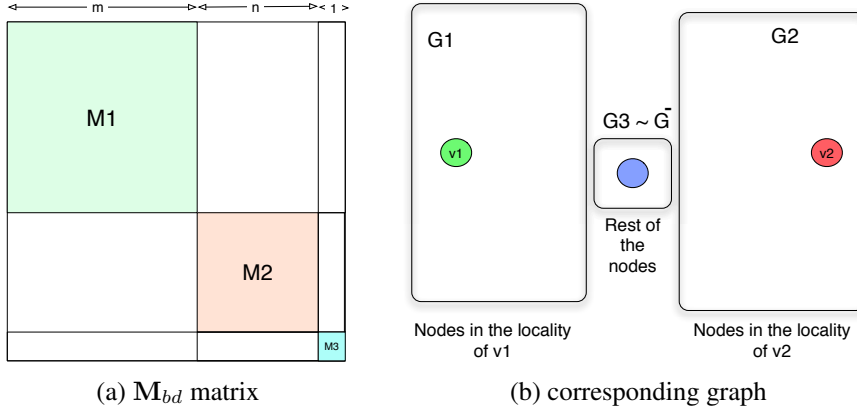 m n 1
M1
M2
M3
(a) M_bd matrix
G1
G2
G3 ~ Ḡ
v1
v2
Rest of
the
nodes
Nodes in the locality
of v1
Nodes in the locality
of v2
(b) corresponding graph